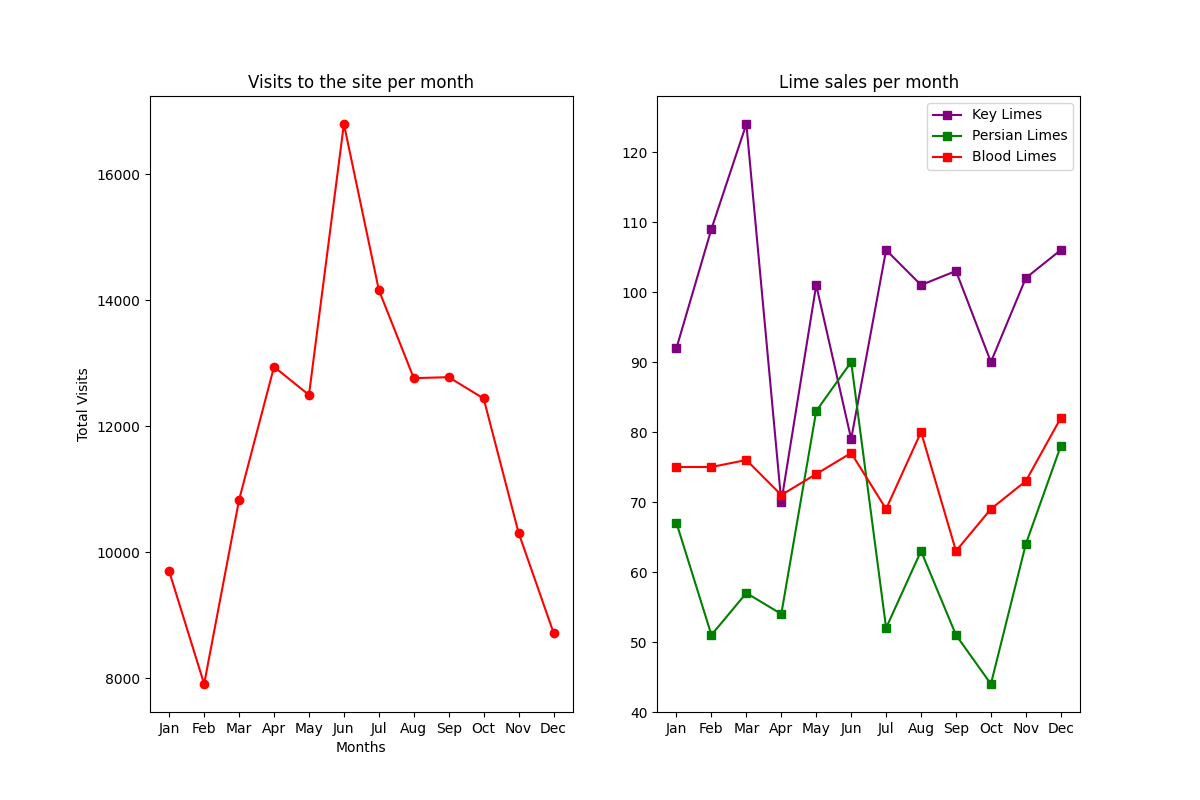 Visits to the site per month
Total Visits
16000
14000
12000
10000
8000
Jan Feb Mar Apr May Jun Jul Aug Sep Oct Nov Dec
Months
Lime sales per month
Key Limes
Persian Limes
Blood Limes
120
110
100
90
80
70
60
50
40
Jan Feb Mar Apr May Jun Jul Aug Sep Oct Nov Dec